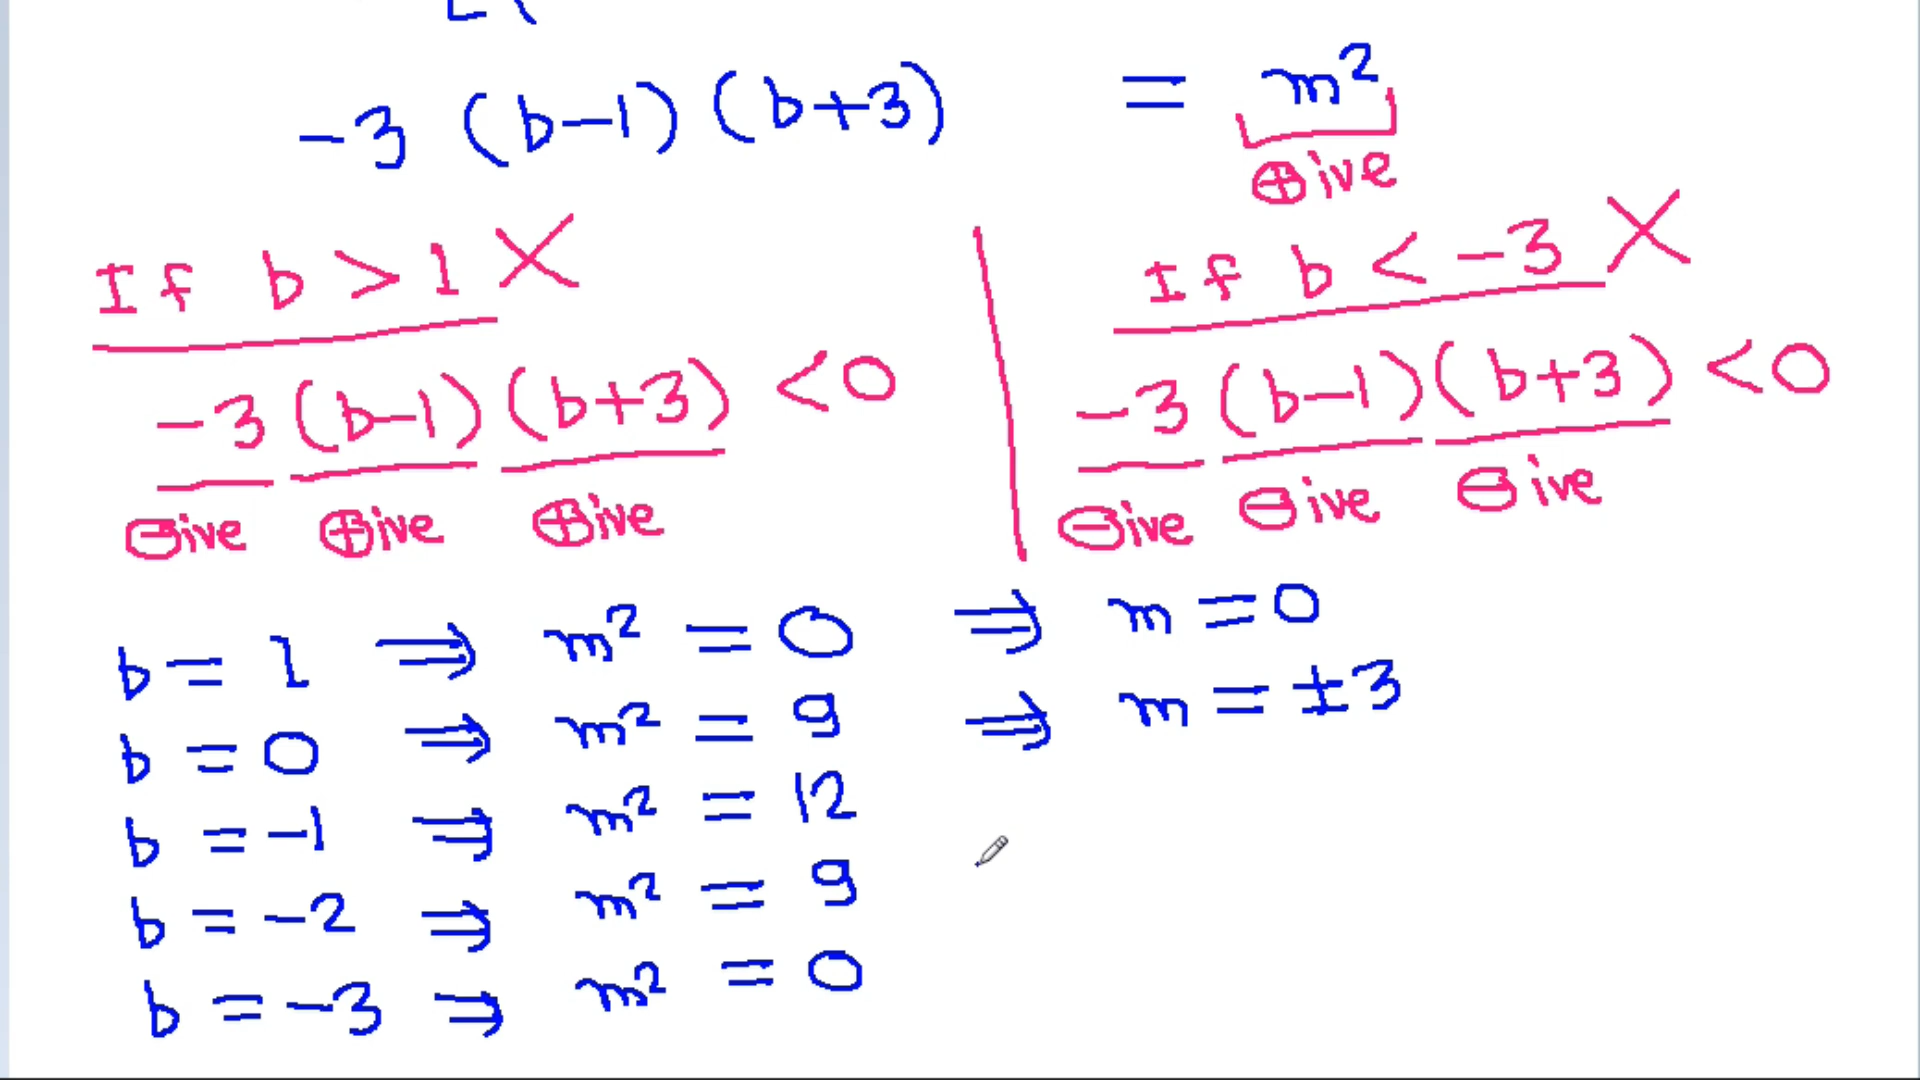 -3 (b-1) (b+3) = m²
⊕ive
If b > 1 X
If b < -3 X
-3 (b-1) (b+3) < 0
-3 (b-1) (b+3) < 0
⊖ive ⊕ive ⊕ive
⊖ive ⊖ive ⊖ive
b = 1 ⇒ m² = 0 ⇒ m = 0
b = 0 ⇒ m² = 9 ⇒ m = ±3
b = -1 ⇒ m² = 12
b = -2 ⇒ m² = 9
b = -3 ⇒ m² = 0